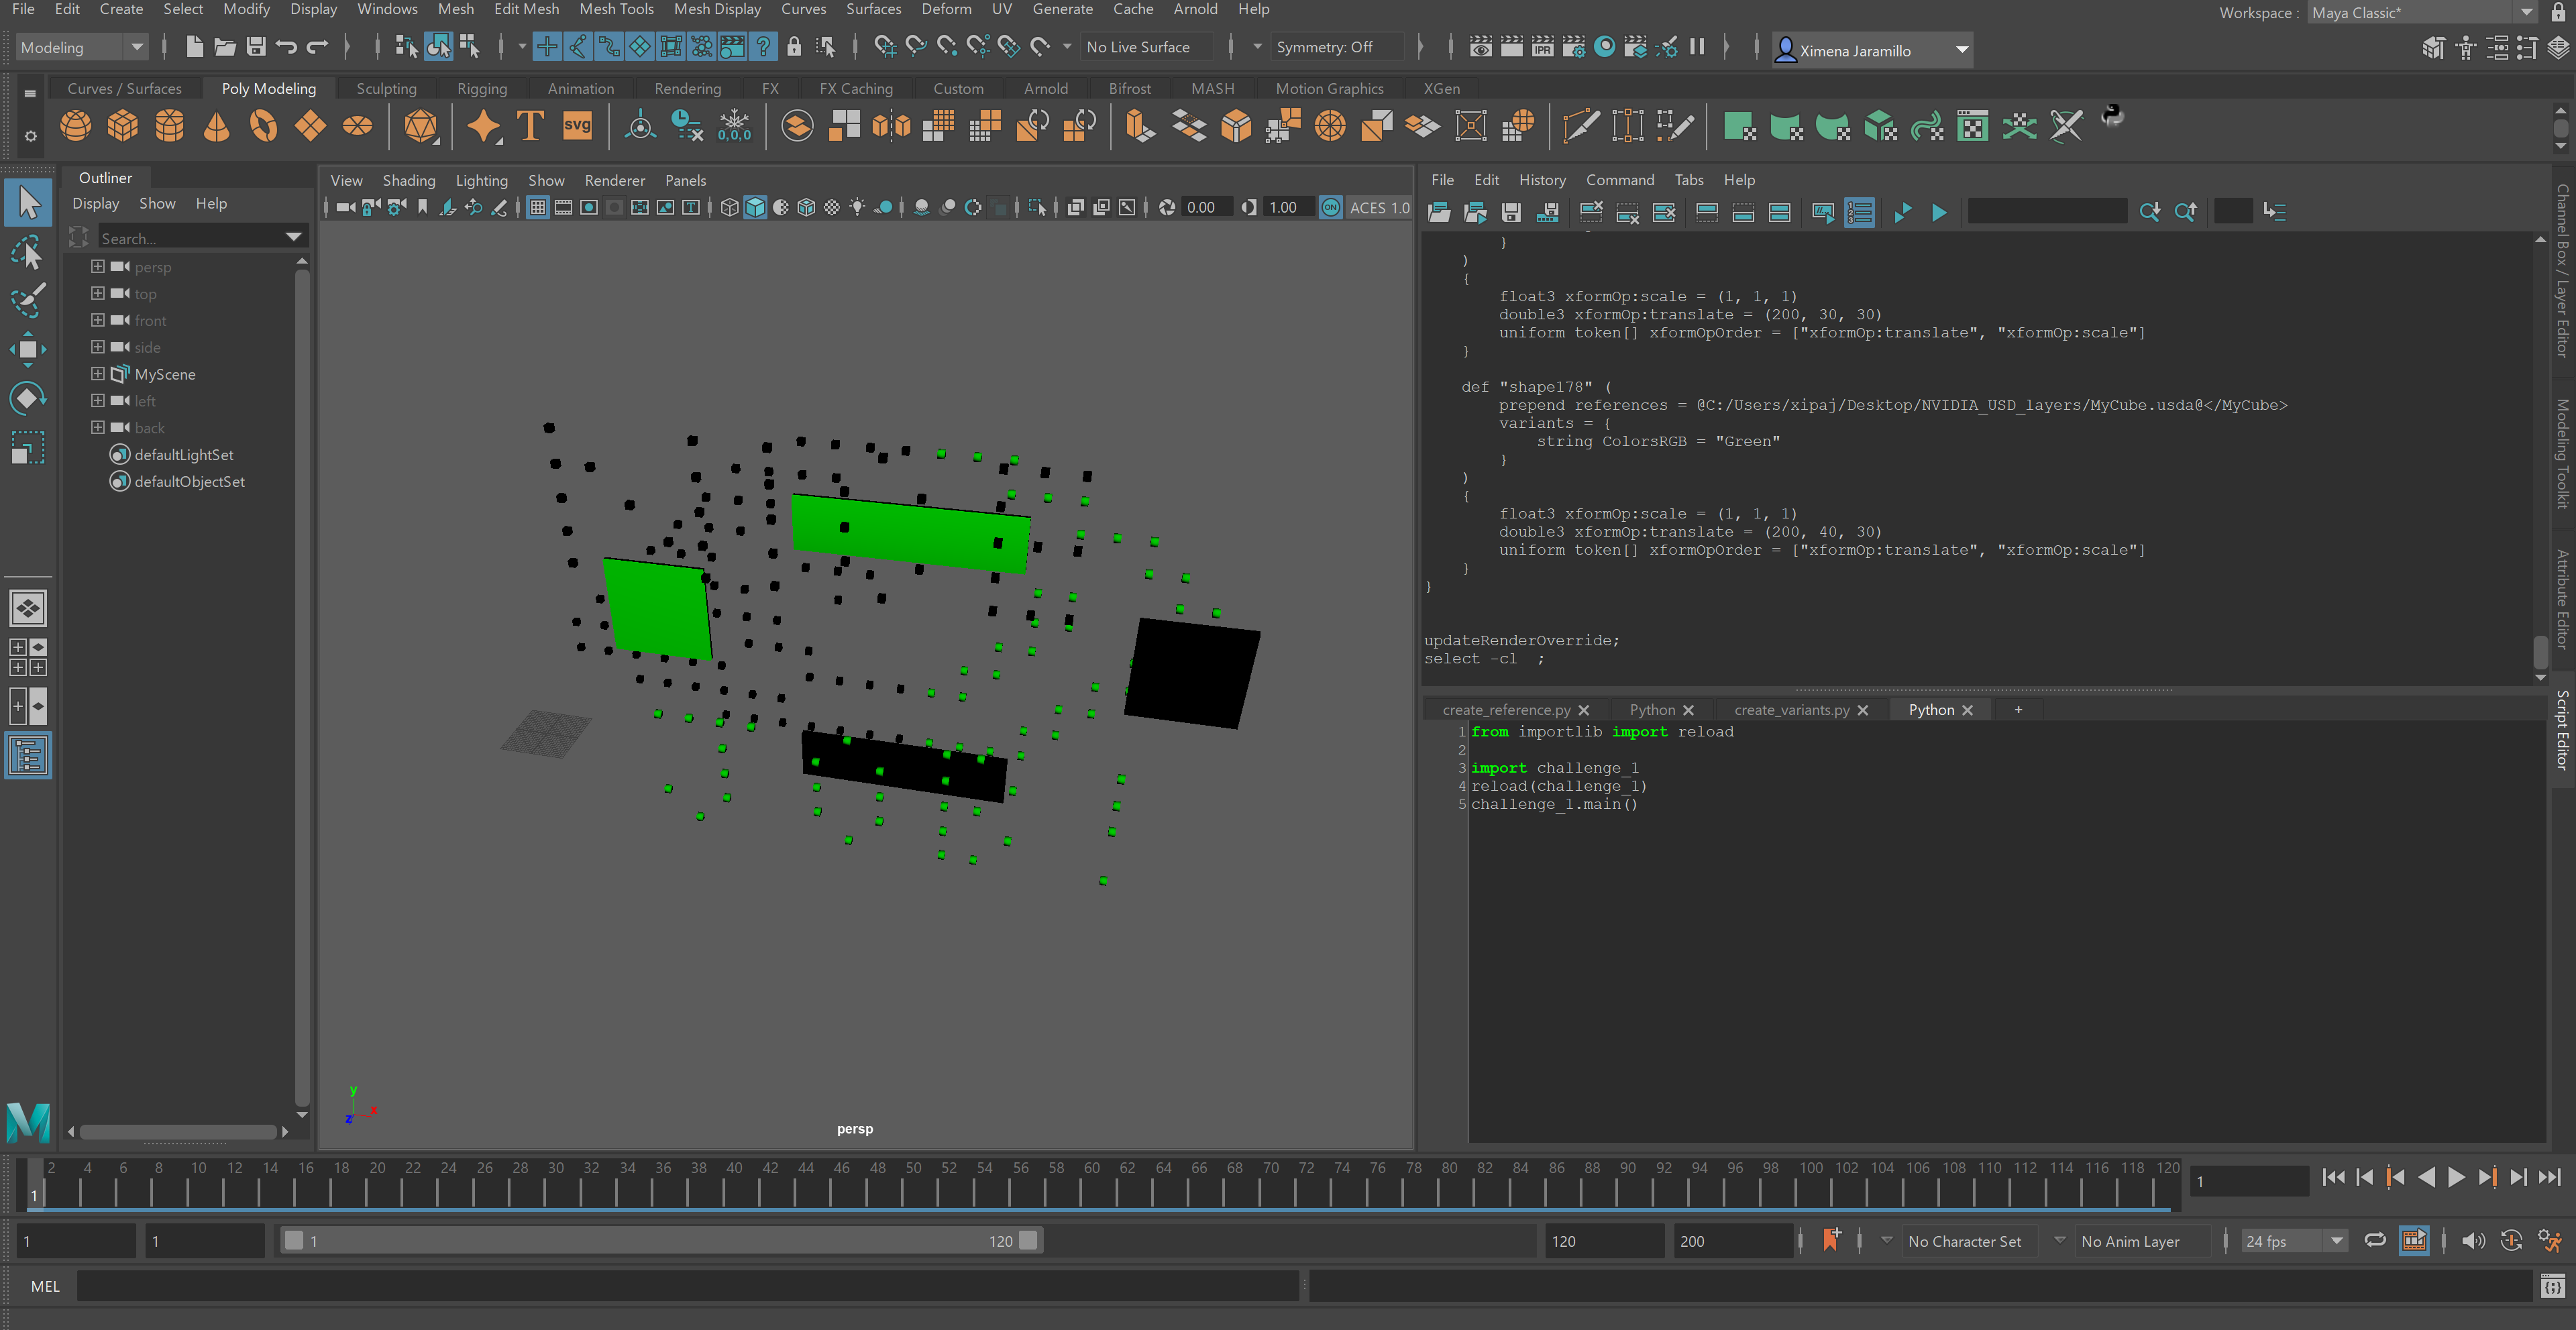 File Edit Create Select Modify Display Windows Mesh Edit Mesh Mesh Tools Mesh Display Curves Surfaces Deform UV Generate Cache Arnold Help
Workspace : Maya Classic*
Modeling
No Live Surface
Symmetry: Off
IPR
Ximena Jaramillo
Curves / Surfaces Poly Modeling Sculpting Rigging Animation Rendering FX FX Caching Custom Arnold Bifrost MASH Motion Graphics XGen
T
svg
0,0,0
Outliner
Display Show Help
Search...
persp
top
front
side
MyScene
left
back
defaultLightSet
defaultObjectSet
View Shading Lighting Show Renderer Panels
0.00
1.00
ON
ACES 1.0
y
x
z
persp
File Edit History Command Tabs Help
}
)
{
float3 xformOp:scale = (1, 1, 1)
double3 xformOp:translate = (200, 30, 30)
uniform token[] xformOpOrder = ["xformOp:translate", "xformOp:scale"]
}
def "shape178" (
prepend references = @C:/Users/xipaj/Desktop/NVIDIA_USD_layers/MyCube.usda@</MyCube>
variants = {
string ColorsRGB = "Green"
}
)
{
float3 xformOp:scale = (1, 1, 1)
double3 xformOp:translate = (200, 40, 30)
uniform token[] xformOpOrder = ["xformOp:translate", "xformOp:scale"]
}
}
updateRenderOverride;
select -cl  ;
create_reference.py Python create_variants.py Python +
1 from importlib import reload
2
3 import challenge_1
4 reload(challenge_1)
5 challenge_1.main()
Channel Box / Layer Editor
Modeling Toolkit
Attribute Editor
Script Editor
2 4 6 8 10 12 14 16 18 20 22 24 26 28 30 32 34 36 38 40 42 44 46 48 50 52 54 56 58 60 62 64 66 68 70 72 74 76 78 80 82 84 86 88 90 92 94 96 98 100 102 104 106 108 110 112 114 116 118 120
1
1
1
1
1
120
120
200
No Character Set
No Anim Layer
24 fps
MEL